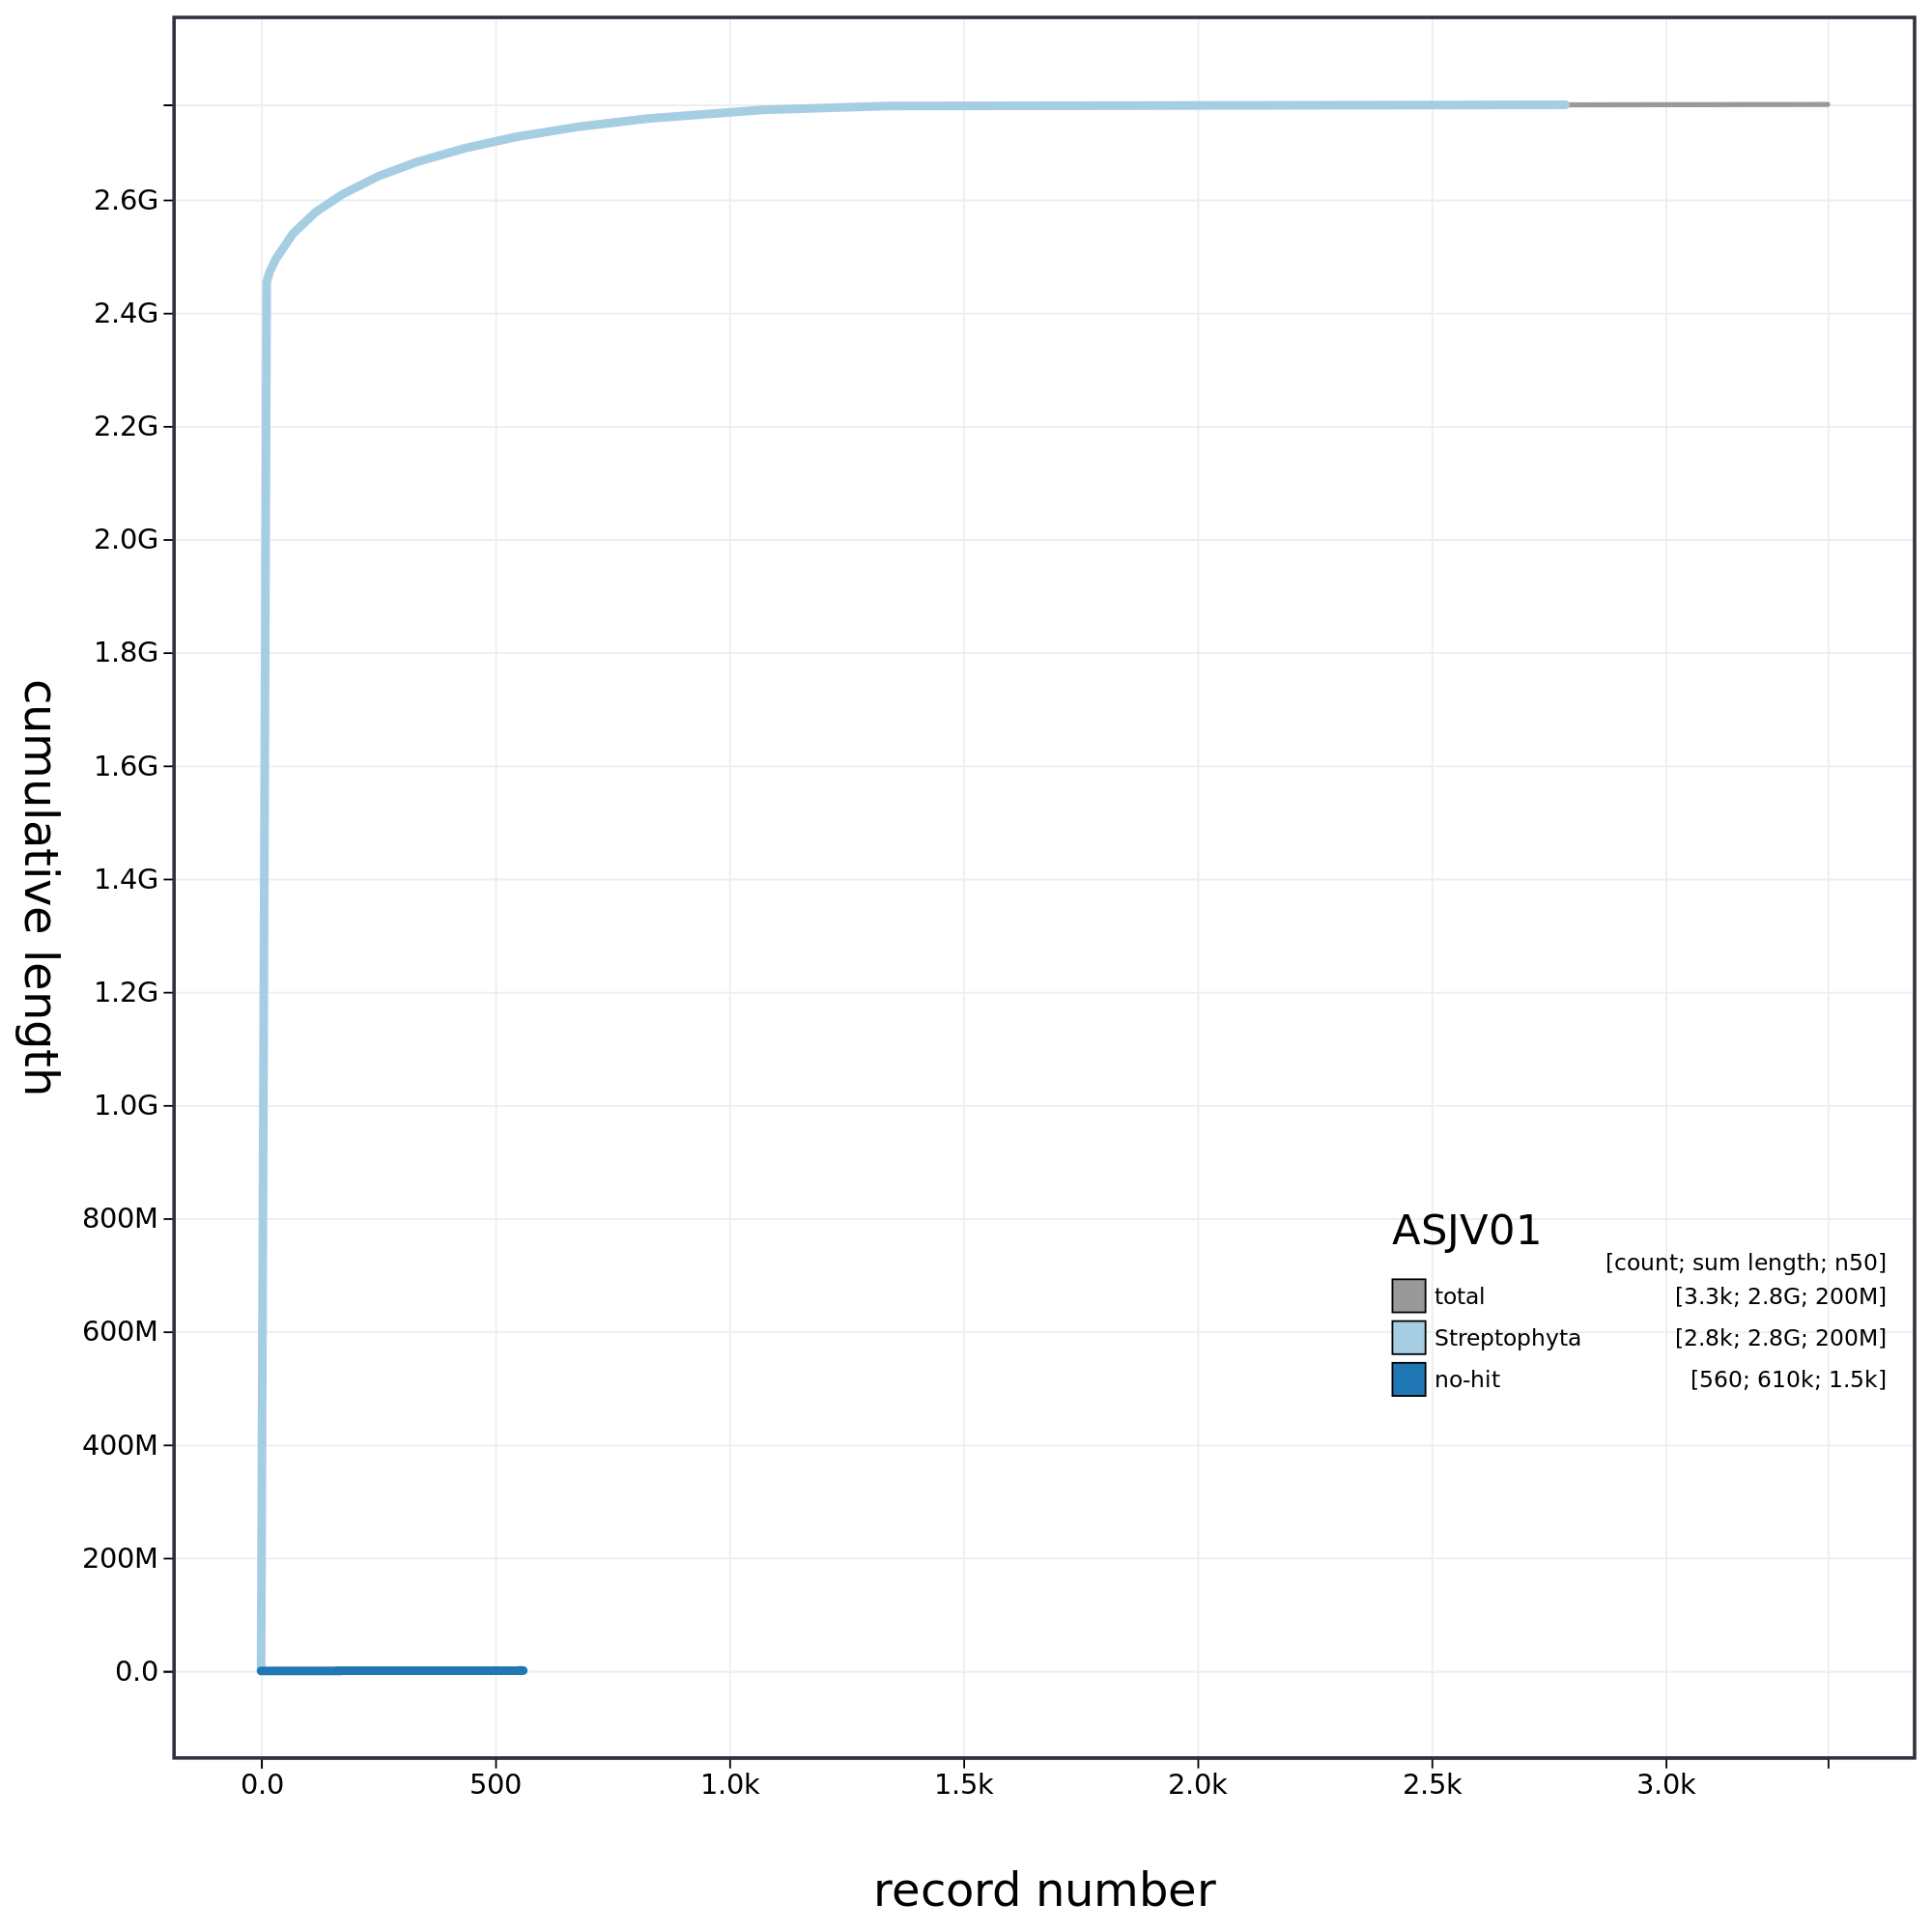 2.6G
2.4G
2.2G
2.0G
1.8G
1.6G
1.4G
1.2G
1.0G
800M
600M
400M
200M
0.0
cumulative length
ASJV01
[count; sum length; n50]
total [3.3k; 2.8G; 200M]
Streptophyta [2.8k; 2.8G; 200M]
no-hit [560; 610k; 1.5k]
0.0 500 1.0k 1.5k 2.0k 2.5k 3.0k
record number